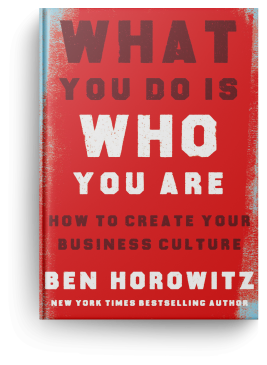 WHAT
YOU DO IS
WHO
YOU ARE
HOW TO CREATE YOUR
BUSINESS CULTURE
BEN HOROWITZ
NEW YORK TIMES BESTSELLING AUTHOR